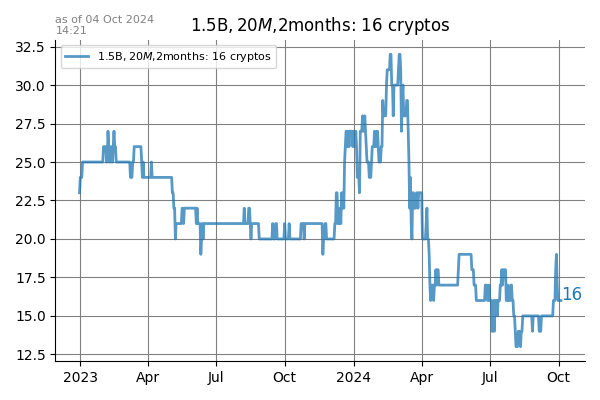 as of 04 Oct 2024
14:21
1.5B, 20M,2months: 16 cryptos
1.5B, 20M,2months: 16 cryptos
32.5
30.0
27.5
25.0
22.5
20.0
17.5
15.0
12.5
16
2023 Apr Jul Oct 2024 Apr Jul Oct